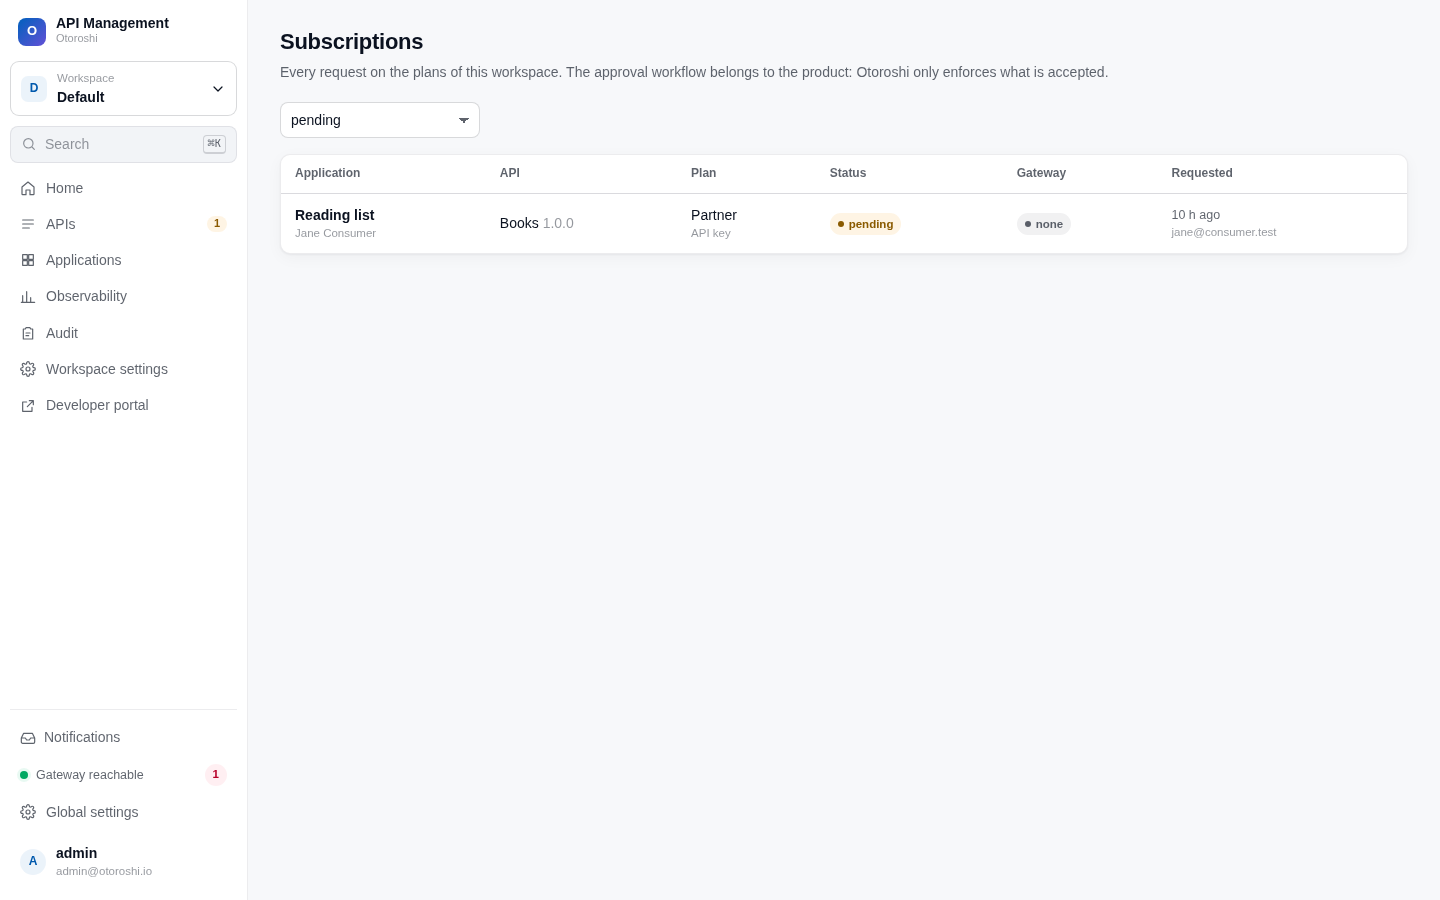 O
API Management
Otoroshi
D
Workspace
Default
Search
⌘K
Home
APIs
1
Applications
Observability
Audit
Workspace settings
Developer portal
Notifications
Gateway reachable
1
Global settings
A
admin
admin@otoroshi.io
Subscriptions
Every request on the plans of this workspace. The approval workflow belongs to the product: Otoroshi only enforces what is accepted.
pending
Application API Plan Status Gateway Requested
Reading list
Jane Consumer
Books 1.0.0
Partner
API key
pending
none
10 h ago
jane@consumer.test